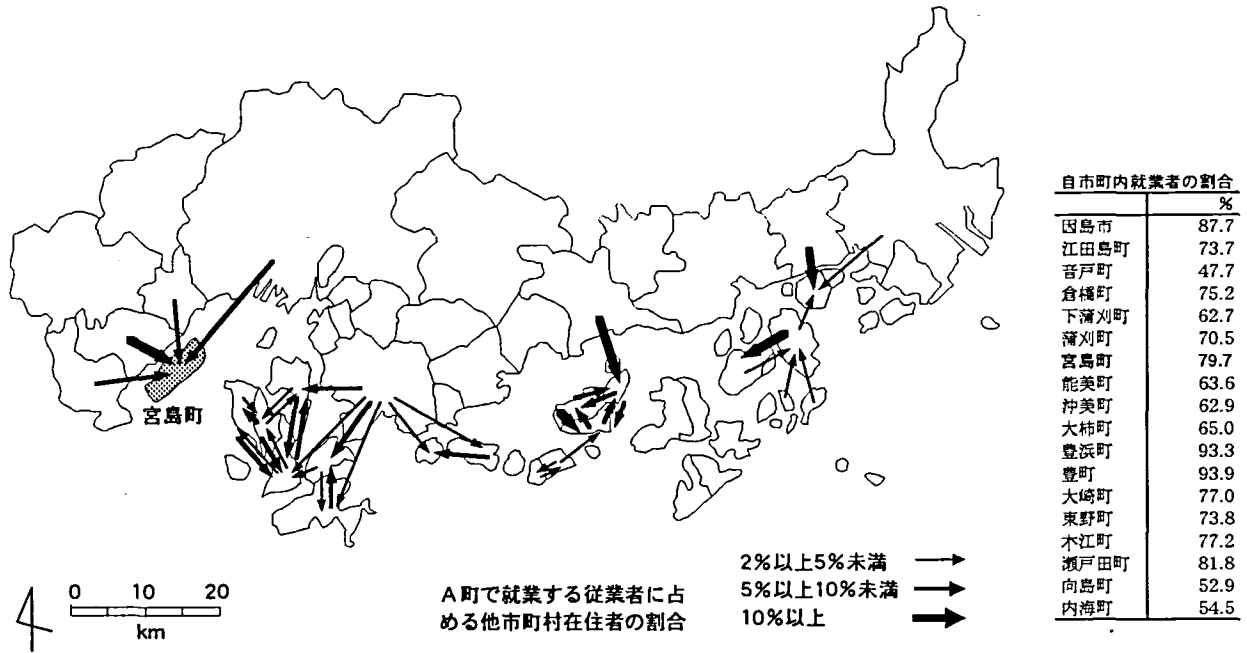 宮島町
0 10 20
km
A町で就業する従業者に占
める他市町村在住者の割合
2%以上5%未満
5%以上10%未満
10%以上
自市町内就業者の割合
%
因島市 87.7
江田島町 73.7
音戸町 47.7
倉橋町 75.2
下蒲刈町 62.7
蒲刈町 70.5
宮島町 79.7
能美町 63.6
沖美町 62.9
大柿町 65.0
豊浜町 93.3
豊町 93.9
大崎町 77.0
東野町 73.8
木江町 77.2
瀬戸田町 81.8
向島町 52.9
内海町 54.5